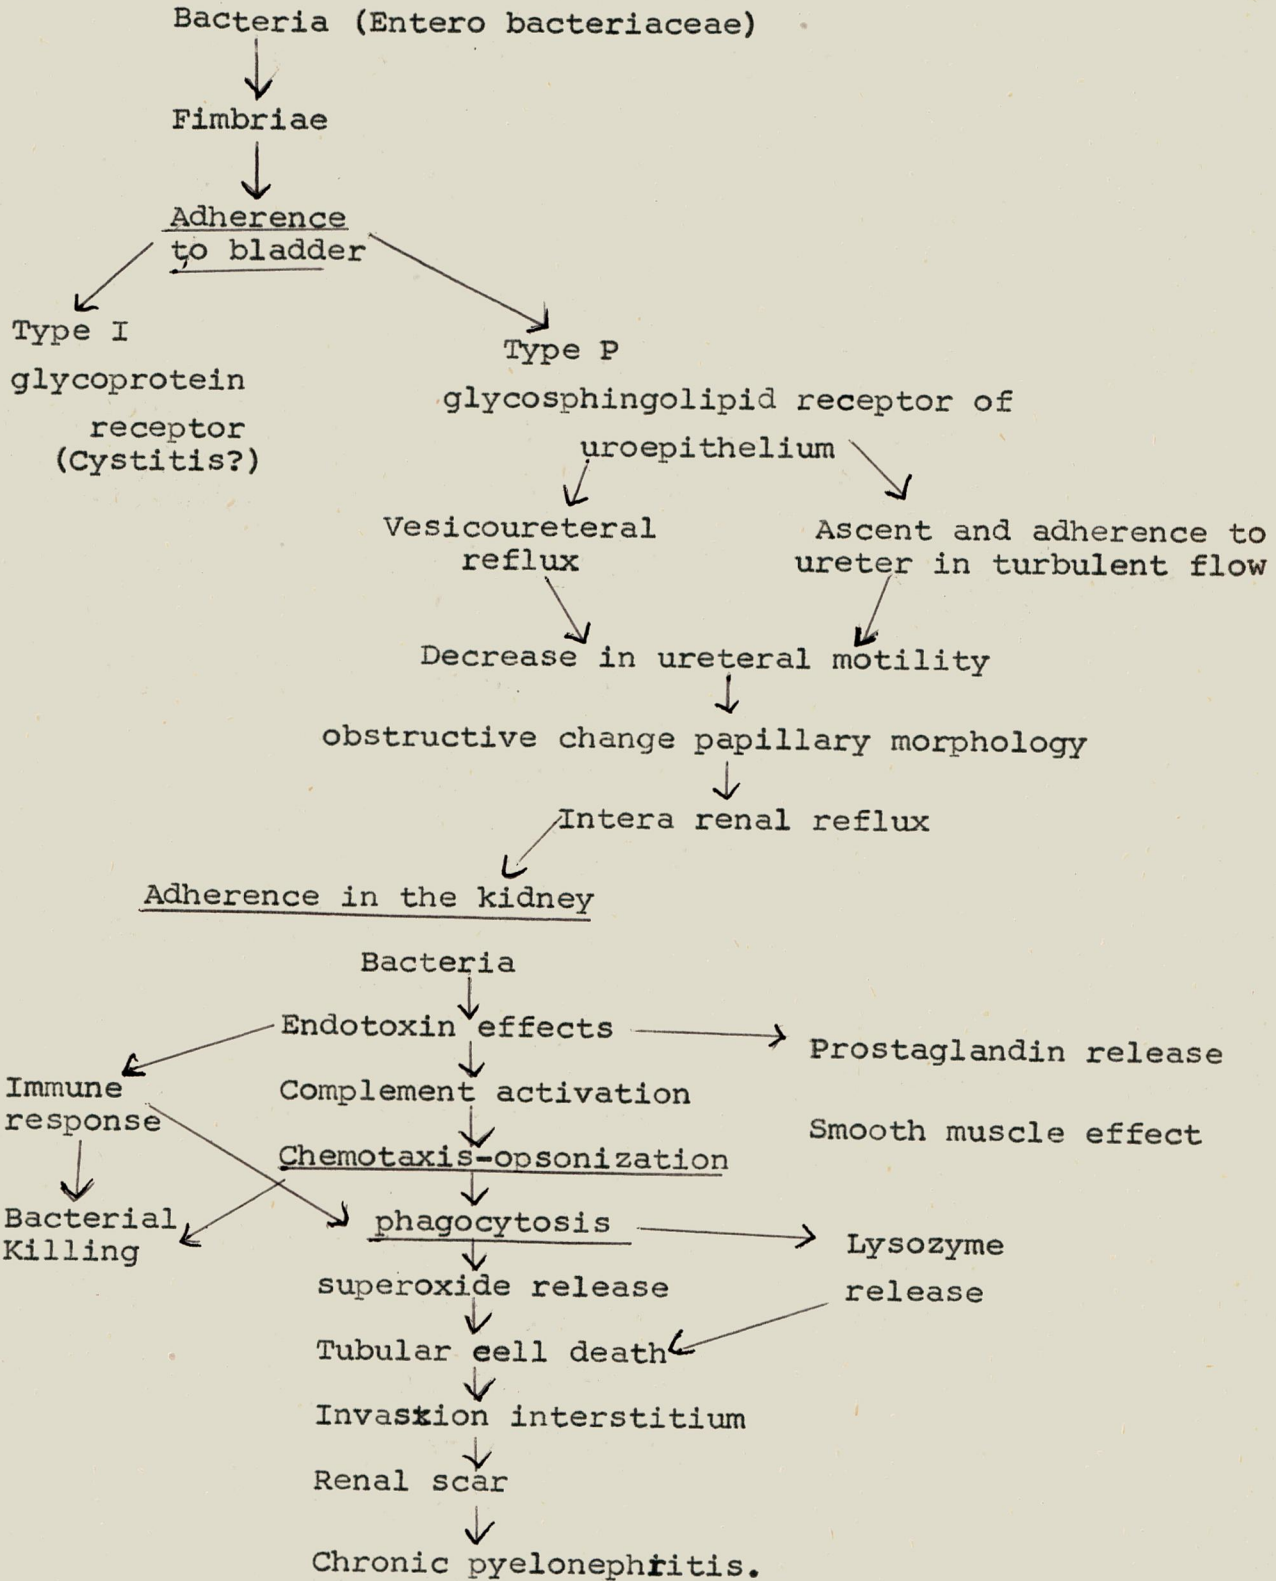 Bacteria (Entero bacteriaceae)
Fimbriae
Adherence
to bladder
Type I
glycoprotein
receptor
(Cystitis?)
Type P
glycosphingolipid receptor of
uroepithelium
Vesicoureteral
reflux
Ascent and adherence to
ureter in turbulent flow
Decrease in ureteral motility
obstructive change papillary morphology
Intera renal reflux
Adherence in the kidney
Bacteria
Endotoxin effects
Prostaglandin release
Smooth muscle effect
Immune
response
Complement activation
Chemotaxis-opsonization
Bacterial
Killing
phagocytosis
Lysozyme
release
superoxide release
Tubular cell death
Invasion interstitium
Renal scar
Chronic pyelonephritis.